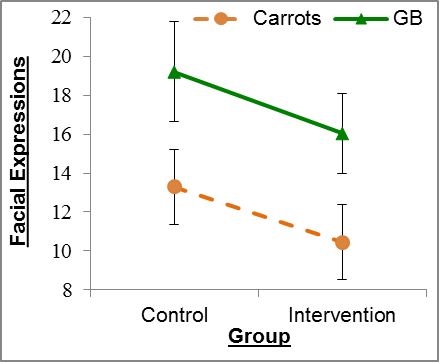 Carrots GB
22
20
18
16
14
12
10
8
Facial Expressions
Control Intervention
Group